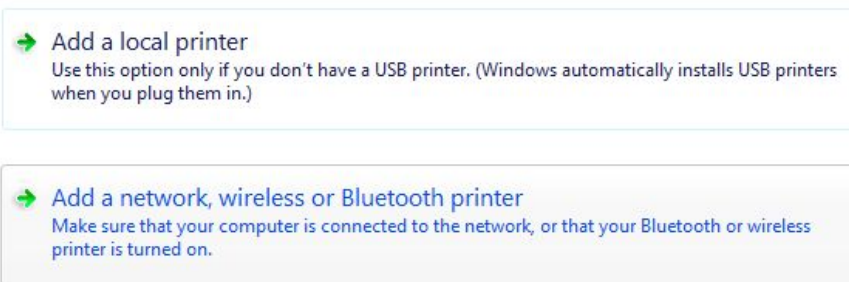 Add a local printer
Use this option only if you don't have a USB printer. (Windows automatically installs USB printers
when you plug them in.)
Add a network, wireless or Bluetooth printer
Make sure that your computer is connected to the network, or that your Bluetooth or wireless
printer is turned on.